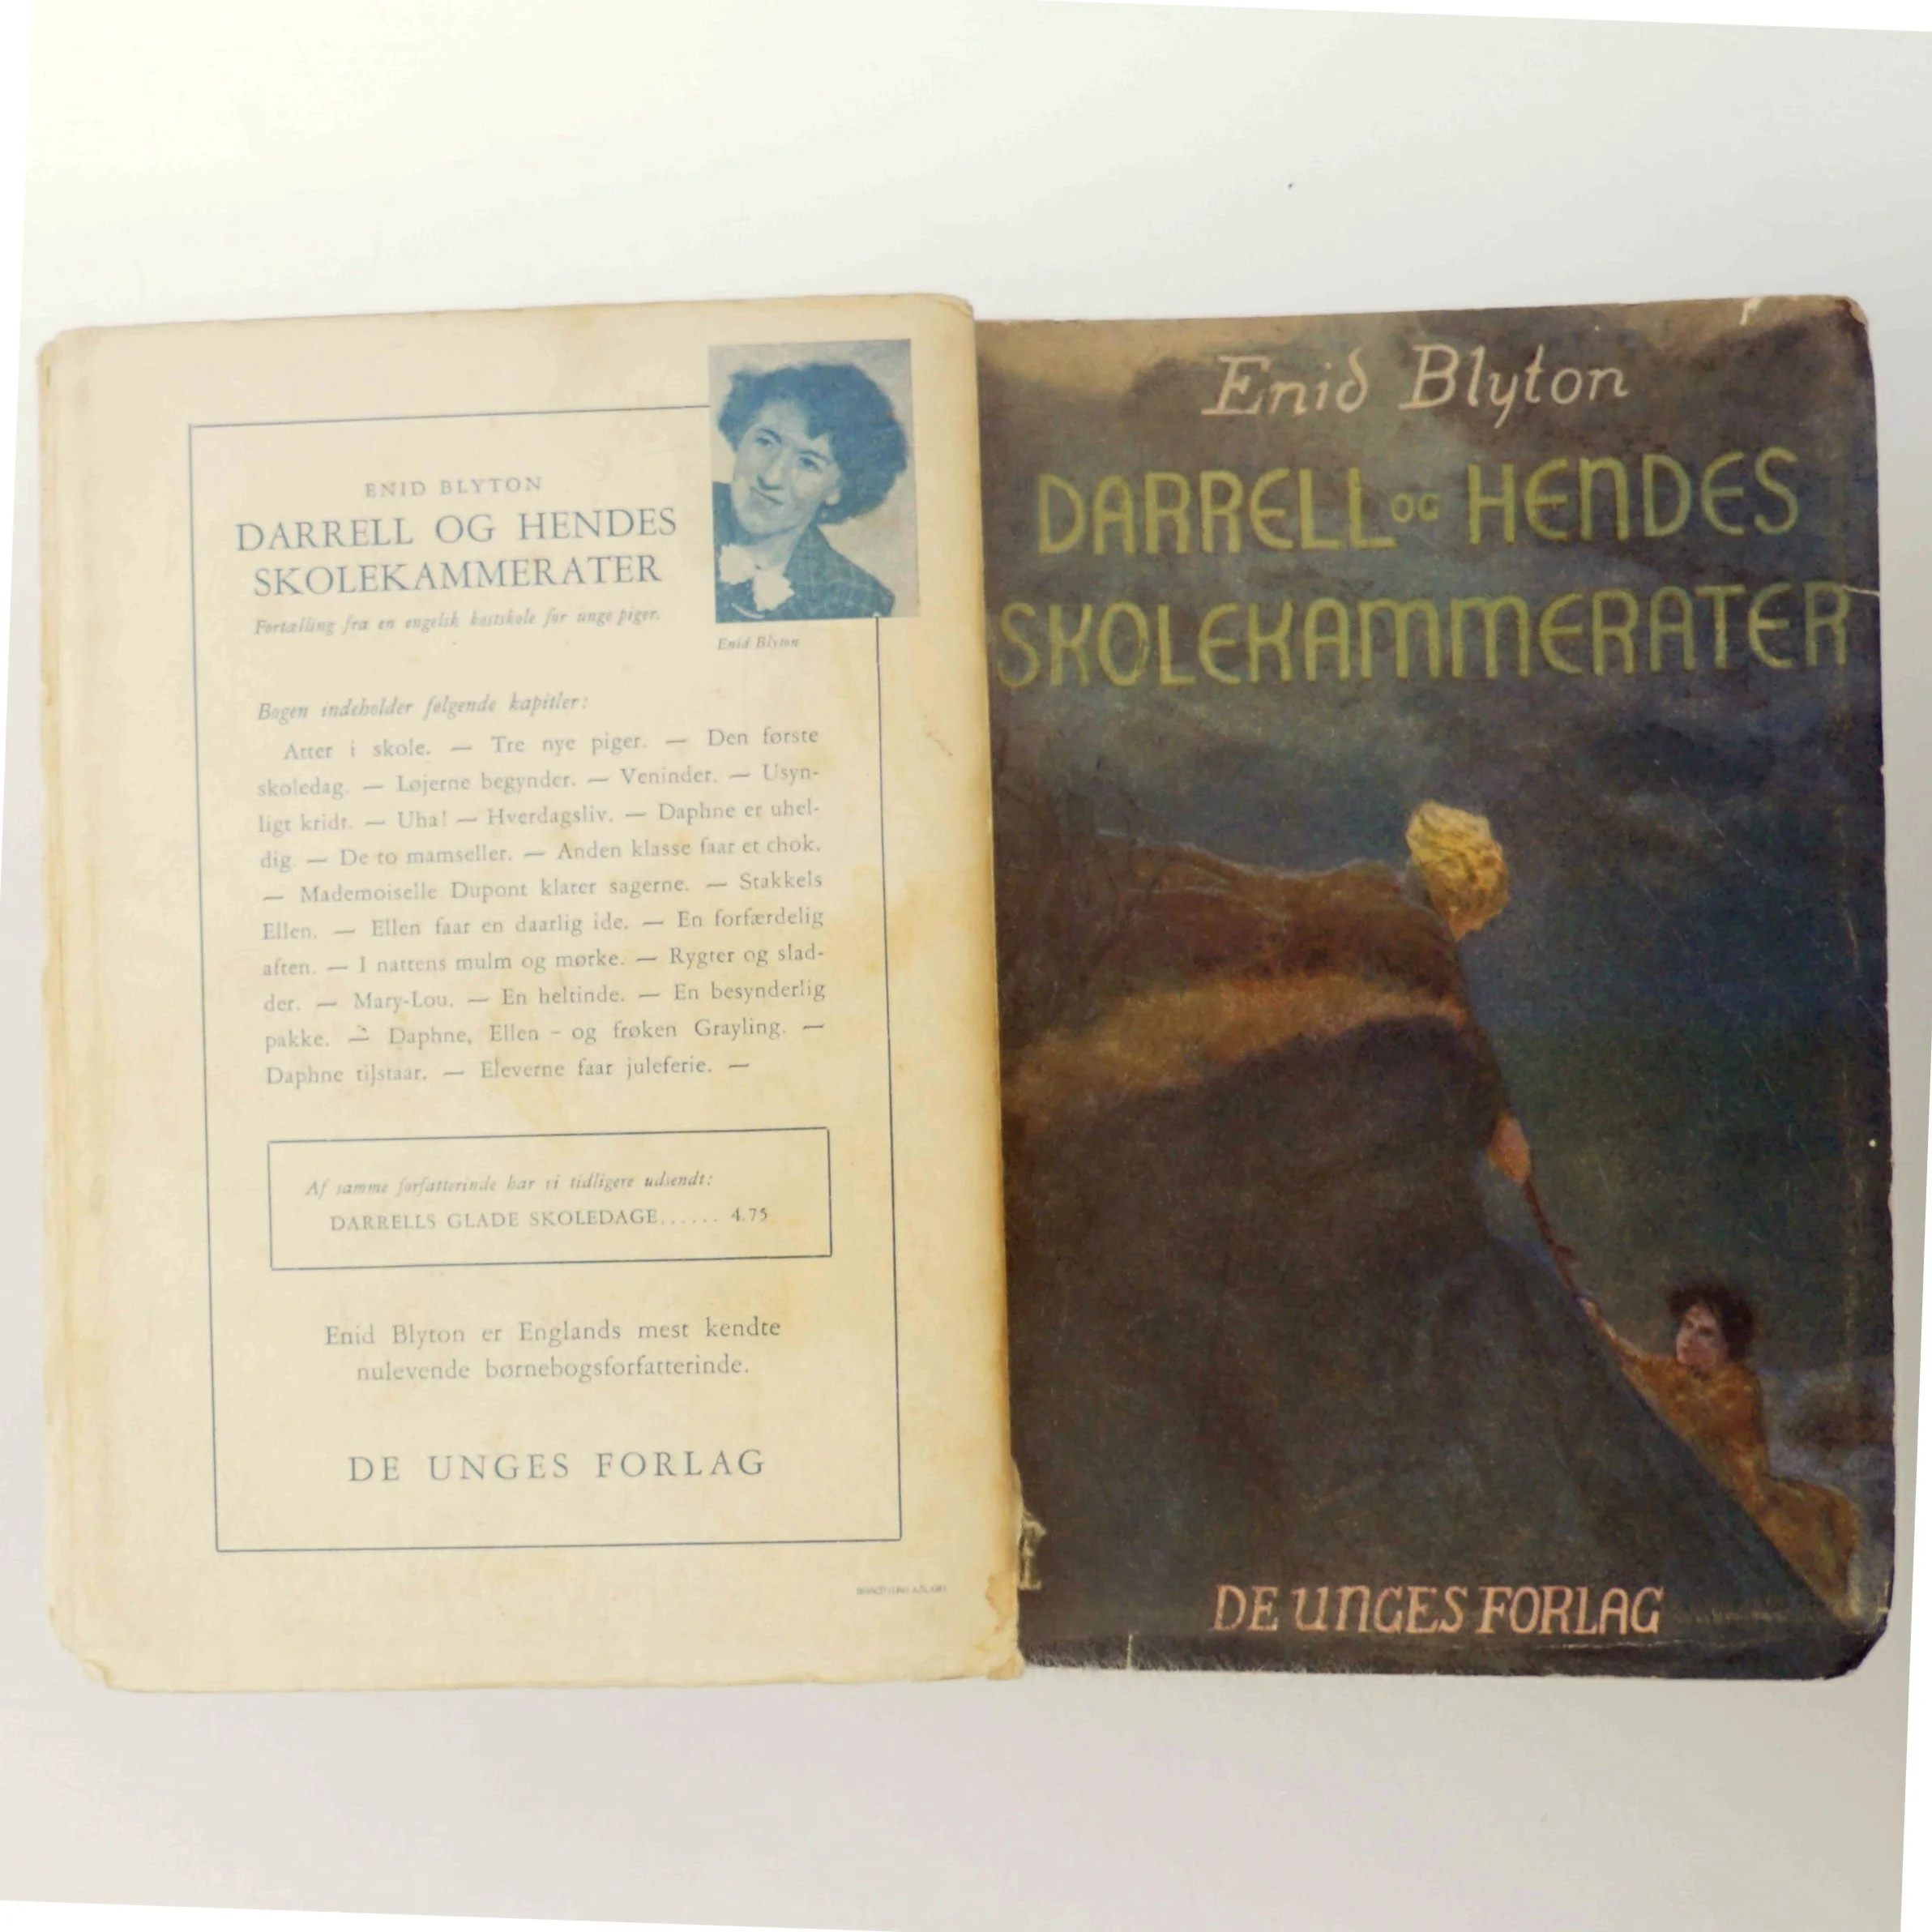 ENID BLYTON
DARRELL OG HENDES
SKOLEKAMMERATER
Fortælling fra en engelsk kostskole for unge piger.
Enid Blyton
Bogen indeholder følgende kapitler:
Atter i skole. — Tre nye piger. — Den første
skoledag. — Løjerne begynder. — Veninder. — Usyn-
ligt kridt. — Uha! — Hverdagsliv. — Daphne er uhel-
dig. — De to mamseller. — Anden klasse faar et chok.
— Mademoiselle Dupont klarer sagerne. — Stakkels
Ellen. — Ellen faar en daarlig ide. — En forfærdelig
aften. — I nattens mulm og mørke. — Rygter og slad-
der. — Mary-Lou. — En heltinde. — En besynderlig
pakke. — Daphne, Ellen – og frøken Grayling. —
Daphne tilstaar. — Eleverne faar juleferie. —
Af samme forfatterinde har vi tidligere udsendt:
DARRELLS GLADE SKOLEDAGE...... 4.75
Enid Blyton er Englands mest kendte
nulevende børnebogsforfatterinde.
DE UNGES FORLAG
Enid Blyton
DARRELL OG HENDES
SKOLEKAMMERATER
DE UNGES FORLAG